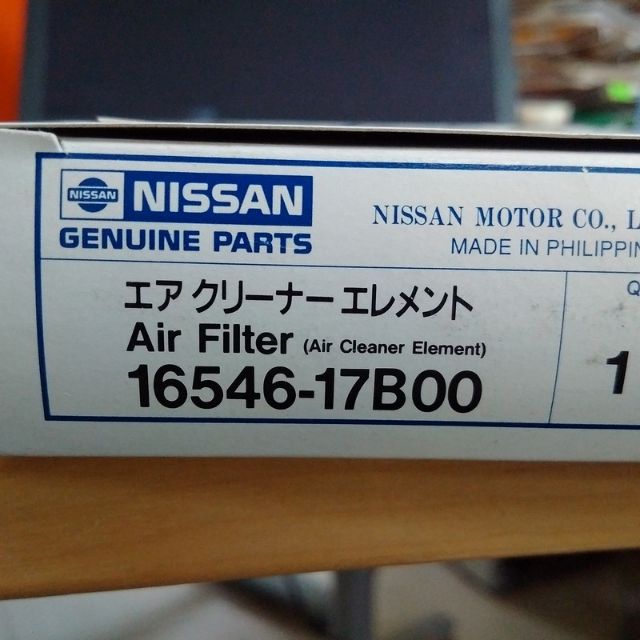 NISSAN NISSAN
GENUINE PARTS
NISSAN MOTOR CO.,
MADE IN
エアクリーナーエレメント
Air Filter (Air Cleaner Element)
16546-17B00
1